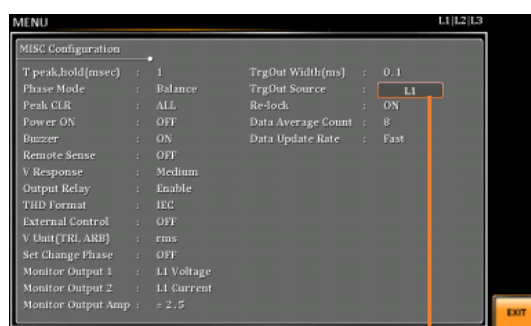 MENU L1|L2|L3
MISC Configuration
T peak,hold(msec) : 1 TrgOut Width(ms) : 0.1
Phase Mode : Balance TrgOut Source : L1
Peak CLR : ALL Re-lock : ON
Power ON : OFF Data Average Count : 8
Buzzer : ON Data Update Rate : Fast
Remote Sense : OFF
V Response : Medium
Output Relay : Enable
THD Format : IEC
External Control : OFF
V Unit(TRI, ARB) : rms
Set Change Phase : OFF
Monitor Output 1 : L1 Voltage
Monitor Output 2 : L1 Current
Monitor Output Amp : ± 2.5
EXIT